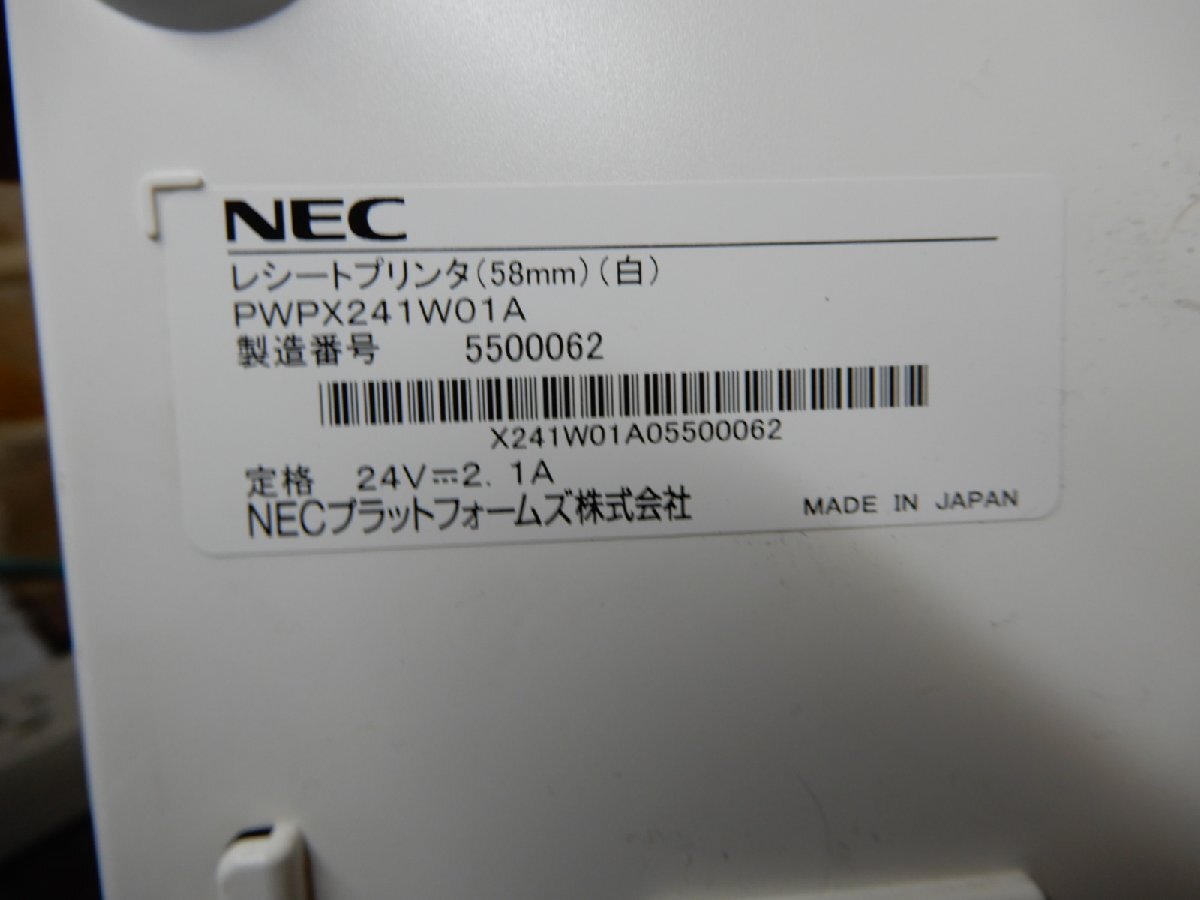 NEC
レシートプリンタ(58mm)(白)
PWPX241W01A
製造番号 5500062
X241W01A05500062
定格 24V⎓2.1A
NECプラットフォームズ株式会社 MADE IN JAPAN